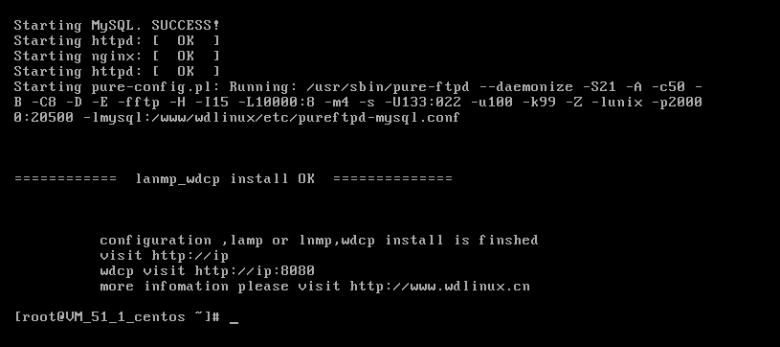 Starting MySQL. SUCCESS!
Starting httpd: [  OK  ]
Starting nginx: [  OK  ]
Starting httpd: [  OK  ]
Starting pure-config.pl: Running: /usr/sbin/pure-ftpd --daemonize -S21 -A -c50 -
B -C8 -D -E -fftp -H -I15 -L10000:8 -m4 -s -U133:022 -u100 -k99 -Z -lunix -p2000
0:20500 -lmysql:/www/wdlinux/etc/pureftpd-mysql.conf
============  lanmp_wdcp install OK  ==============
configuration ,lamp or lnmp,wdcp install is finshed
visit http://ip
wdcp visit http://ip:8080
more infomation please visit http://www.wdlinux.cn
[root@VM_51_1_centos ~]# _